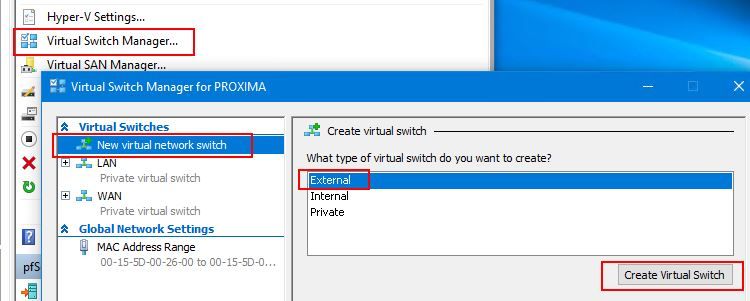 Hyper-V Settings...
Virtual Switch Manager...
Virtual SAN Manager...
Virtual Switch Manager for PROXIMA
Virtual Switches
New virtual network switch
LAN
Private virtual switch
WAN
Private virtual switch
Global Network Settings
MAC Address Range
00-15-5D-00-26-00 to 00-15-5D-0...
pfS
Create virtual switch
What type of virtual switch do you want to create?
External
Internal
Private
Create Virtual Switch